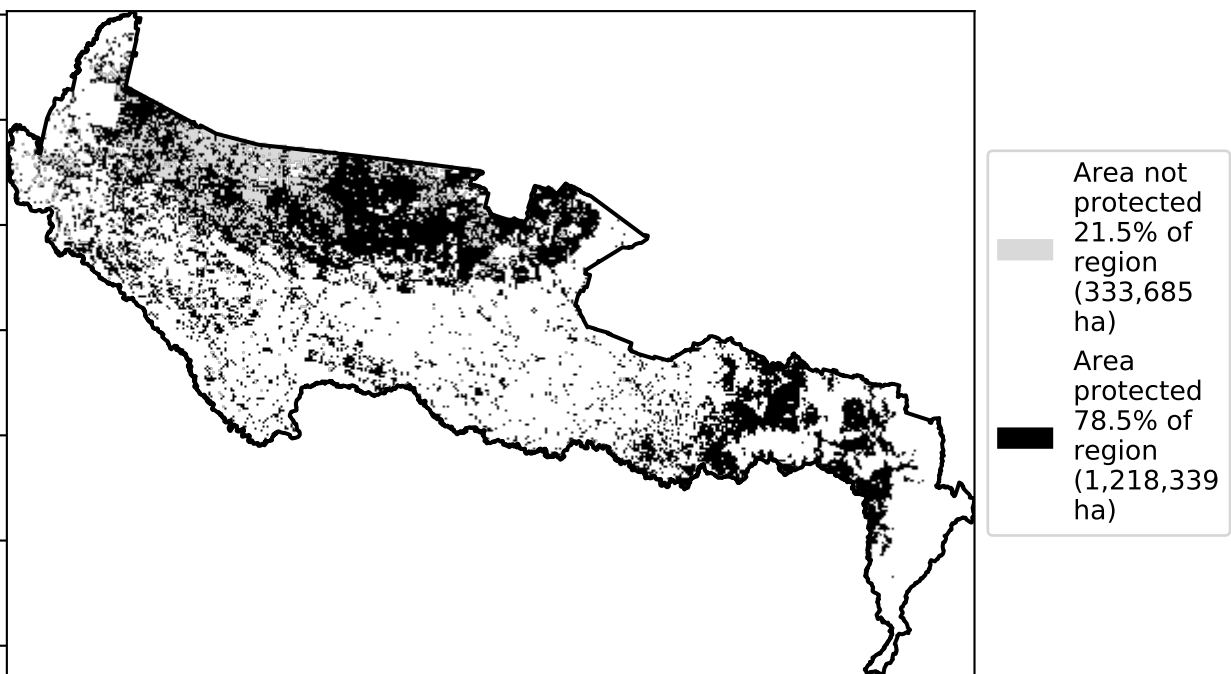 Area not
protected
21.5% of
region
(333,685
ha)
Area
protected
78.5% of
region
(1,218,339
ha)